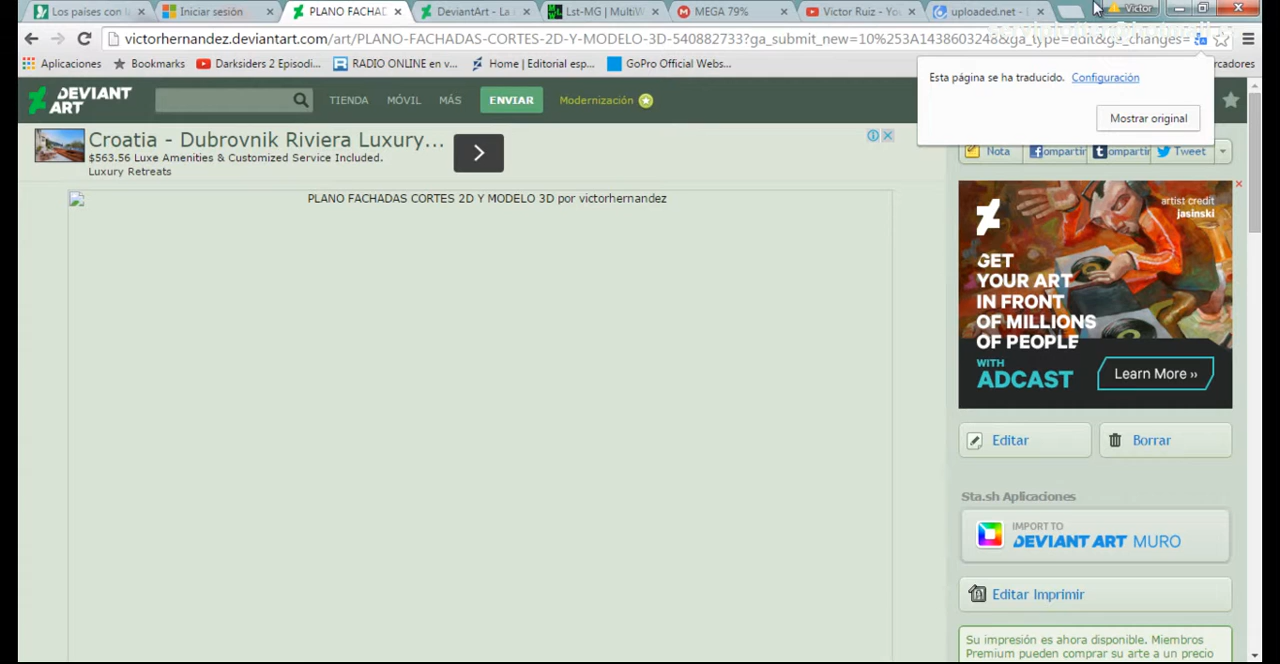 Los países con l
Iniciar sesión
PLANO FACHAD
DeviantArt - La
Lst-MG | MultiW
MEGA 79%
Victor Ruiz - Yo
uploaded.net -
Victor
victorhernandez.deviantart.com/art/PLANO-FACHADAS-CORTES-2D-Y-MODELO-3D-540882733?ga_submit_new=10%253A1438603248&ga_type=edit&ga_changes=
Aplicaciones
Bookmarks
Darksiders 2 Episodi...
RADIO ONLINE en v...
Home | Editorial esp...
GoPro Official Webs...
rcadores
Esta página se ha traducido. Configuración
Mostrar original
DEVIANT
ART
TIENDA
MÓVIL
MÁS
ENVIAR
Modernización
Croatia - Dubrovnik Riviera Luxury...
$563.56 Luxe Amenities & Customized Service Included.
Luxury Retreats
Nota
ompartir
ompartir
Tweet
PLANO FACHADAS CORTES 2D Y MODELO 3D por victorhernandez
artist credit
jasinski
GET
YOUR ART
IN FRONT
OF MILLIONS
OF PEOPLE
WITH
ADCAST
Learn More ››
Editar
Borrar
Sta.sh Aplicaciones
IMPORT TO
DEVIANT ART MURO
Editar Imprimir
Su impresión es ahora disponible. Miembros
Premium pueden comprar su arte a un precio